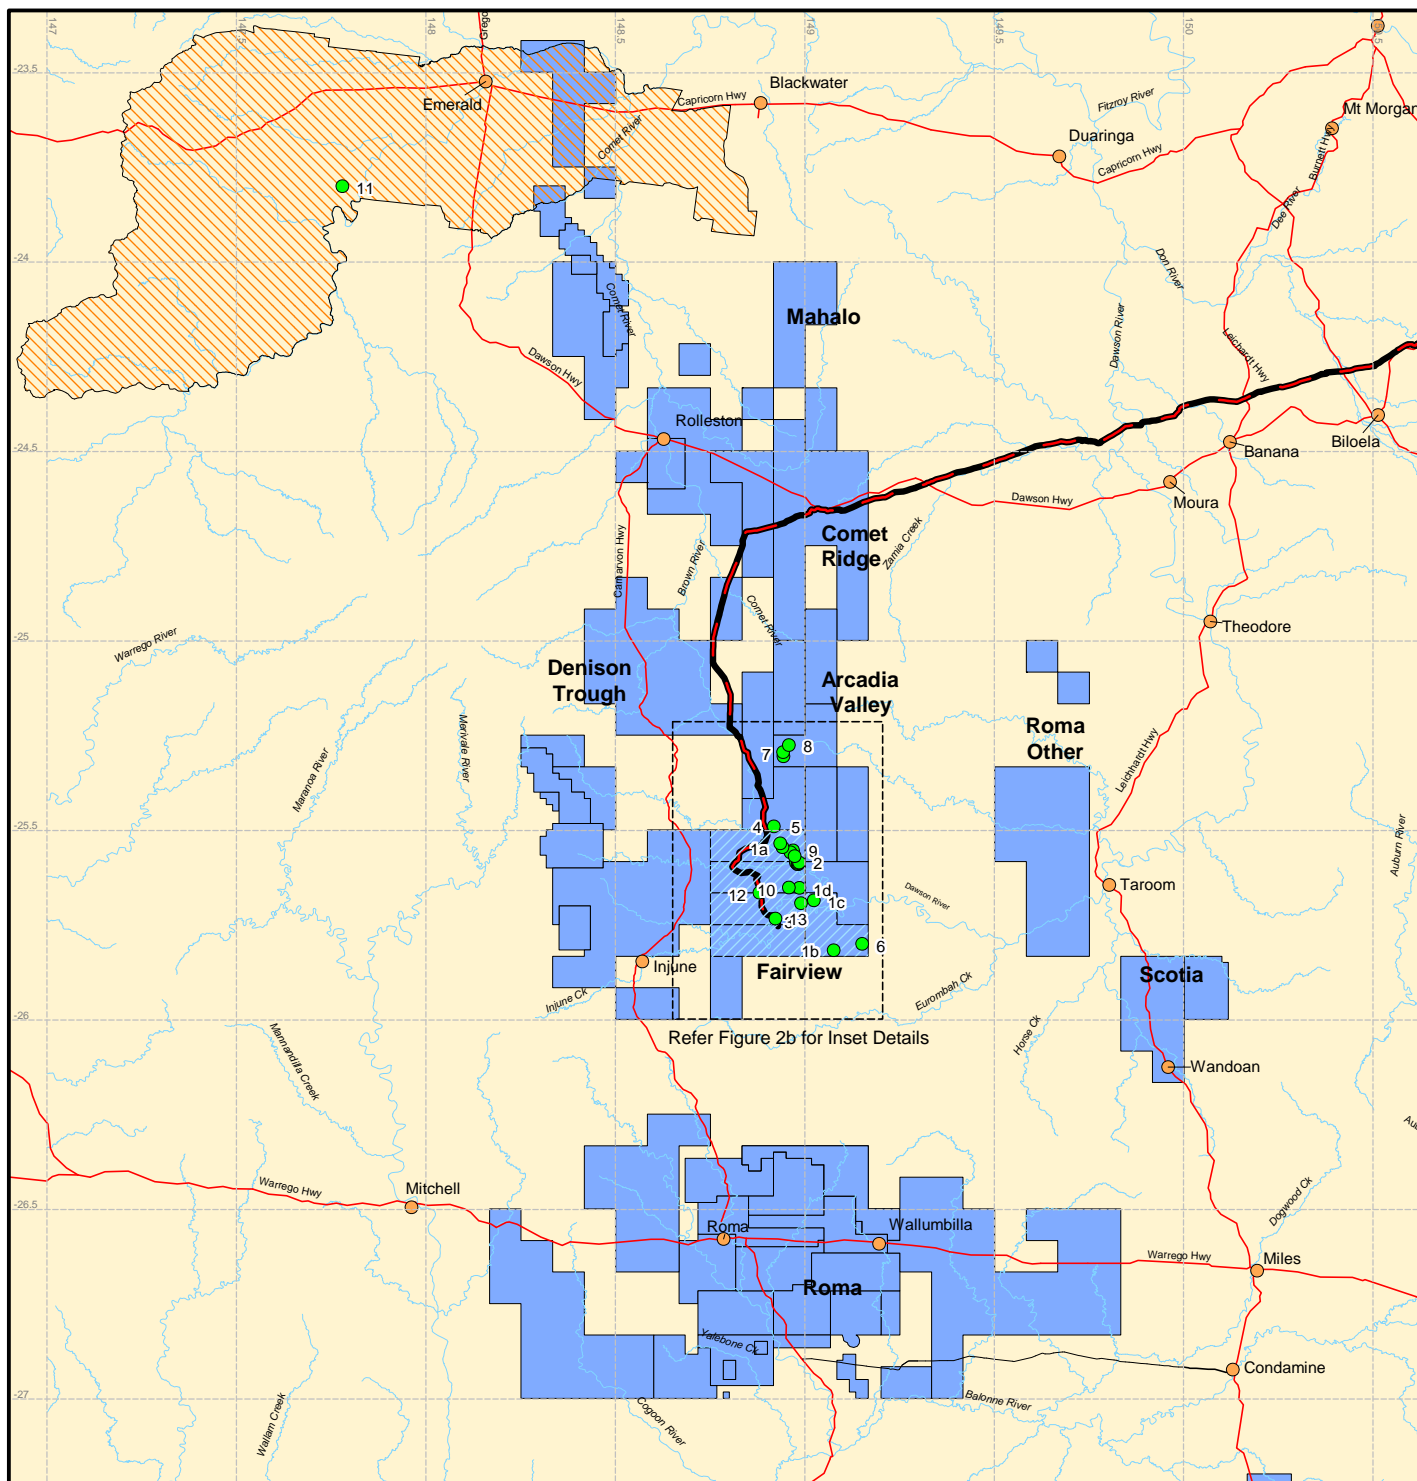 147
148
148.5
149
149.5
150
-23.5
-24
-24.5
-25
-25.5
-26
-26.5
-27
Emerald
Capricorn Hwy
Blackwater
Comet River
Fitzroy River
Mt Morgan
Burnett Hwy
Duaringa
Capricorn Hwy
Dee River
11
Don River
Comet River
Mahalo
Dawson River
Leichardt Hwy
Dawson Hwy
Rolleston
Biloela
Banana
Moura
Dawson Hwy
Comet
Ridge
Zamia Creek
Carnarvon Hwy
Brown River
Comet River
Theodore
Warrego River
Denison
Trough
Arcadia
Valley
Roma
Other
Merivale River
Maranoa River
7
8
Leichhardt Hwy
4
5
1a
9
2
Auburn River
Taroom
12
10
1d
1c
Dawson River
3
13
1b
6
Injune
Fairview
Scotia
Injune Ck
Eurombah Ck
Horse Ck
Refer Figure 2b for Inset Details
Mannandilla Creek
Wandoan
Mitchell
Warrego Hwy
Dogwood Ck
Roma
Wallumbilla
Warrego Hwy
Miles
Roma
Yalebone Ck
Condamine
Balonne River
Cogoon River
Wallam Creek